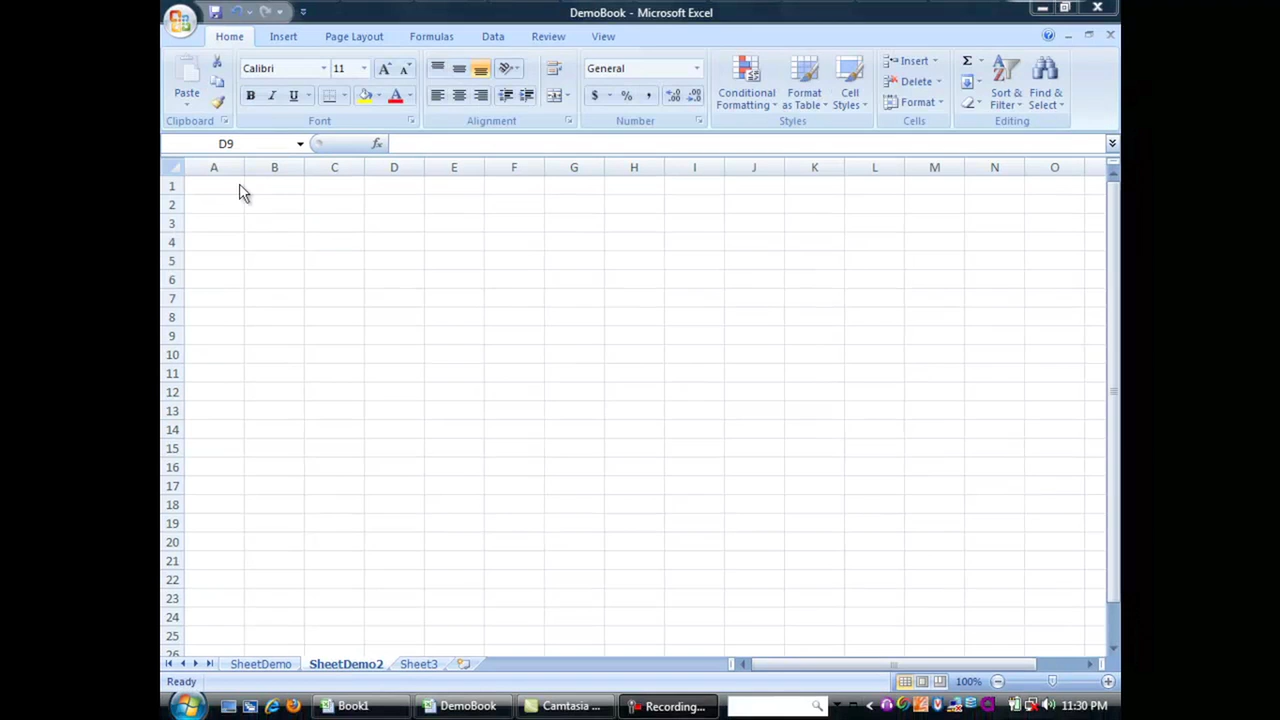 DemoBook - Microsoft Excel
Home Insert Page Layout Formulas Data Review View
Calibri 11 General Insert Σ
Paste Conditional Format Cell Delete Sort & Find &
B I U $ % , Formatting as Table Styles Format Filter Select
Clipboard Font Alignment Number Styles Cells Editing
D9 fx
A B C D E F G H I J K L M N O
1
2
3
4
5
6
7
8
9
10
11
12
13
14
15
16
17
18
19
20
21
22
23
24
25
26
SheetDemo SheetDemo2 Sheet3
Ready 100%
Book1 DemoBook Camtasia ... Recording... 11:30 PM